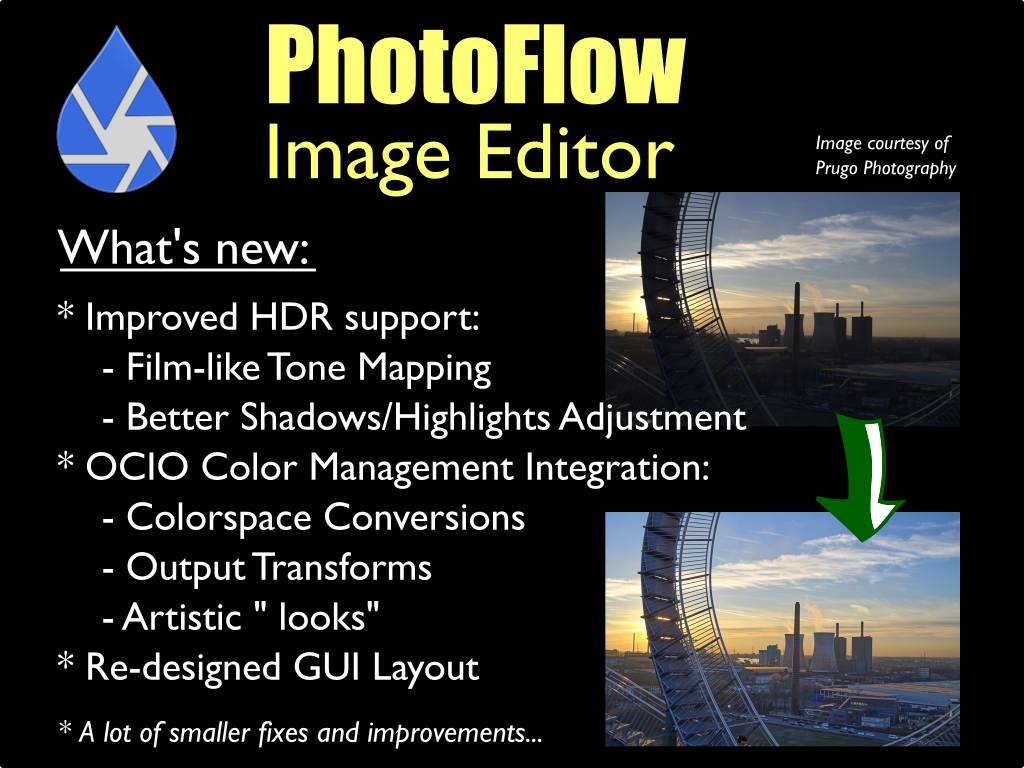 PhotoFlow
Image Editor
Image courtesy of
Prugo Photography
What's new:
* Improved HDR support:
- Film-like Tone Mapping
- Better Shadows/Highlights Adjustment
* OCIO Color Management Integration:
- Colorspace Conversions
- Output Transforms
- Artistic " looks"
* Re-designed GUI Layout
* A lot of smaller fixes and improvements...